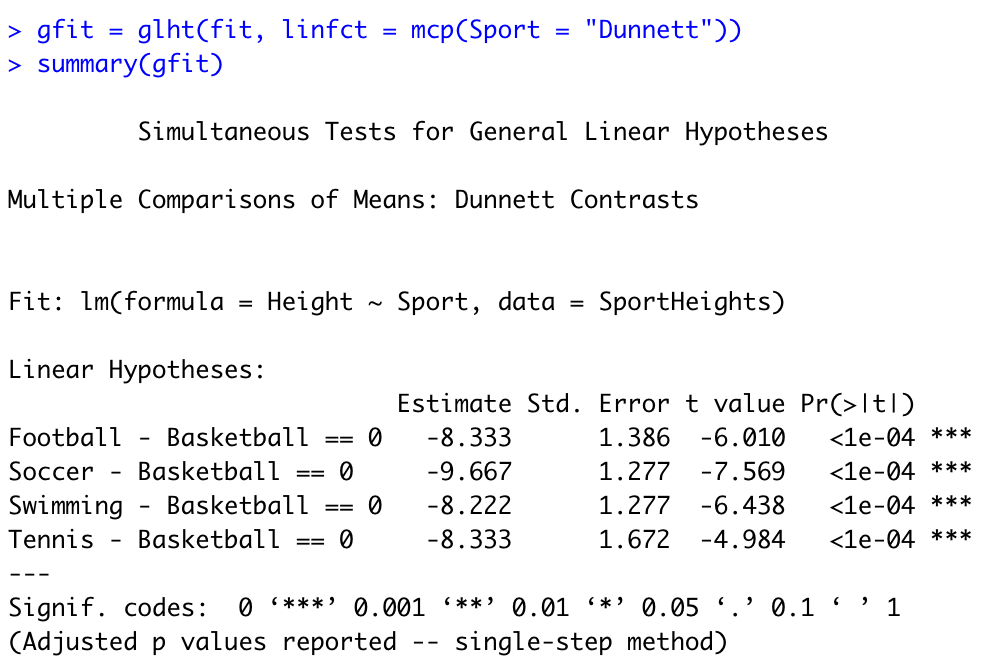 > gfit = glht(fit, linfct = mcp(Sport = "Dunnett"))
> summary(gfit)
Simultaneous Tests for General Linear Hypotheses
Multiple Comparisons of Means: Dunnett Contrasts
Fit: lm(formula = Height ~ Sport, data = SportHeights)
Linear Hypotheses:
Estimate Std. Error t value Pr(>|t|)
Football - Basketball == 0 -8.333 1.386 -6.010 <1e-04 ***
Soccer - Basketball == 0 -9.667 1.277 -7.569 <1e-04 ***
Swimming - Basketball == 0 -8.222 1.277 -6.438 <1e-04 ***
Tennis - Basketball == 0 -8.333 1.672 -4.984 <1e-04 ***
---
Signif. codes: 0 ‘***’ 0.001 ‘**’ 0.01 ‘*’ 0.05 ‘.’ 0.1 ‘ ’ 1
(Adjusted p values reported -- single-step method)